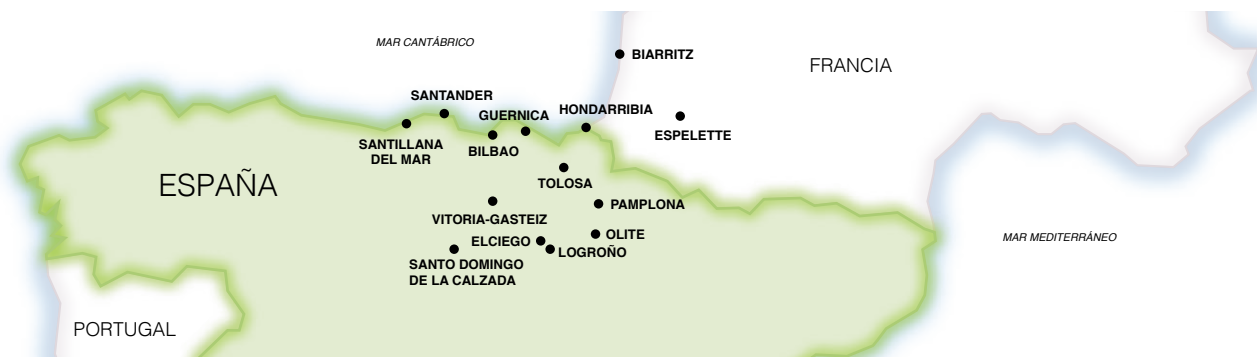 MAR CANTÁBRICO
BIARRITZ
FRANCIA
SANTANDER
GUERNICA
HONDARRIBIA
ESPELETTE
SANTILLANA
DEL MAR
BILBAO
ESPAÑA
TOLOSA
PAMPLONA
VITORIA-GASTEIZ
OLITE
MAR MEDITERRÁNEO
ELCIEGO
LOGROÑO
SANTO DOMINGO
DE LA CALZADA
PORTUGAL